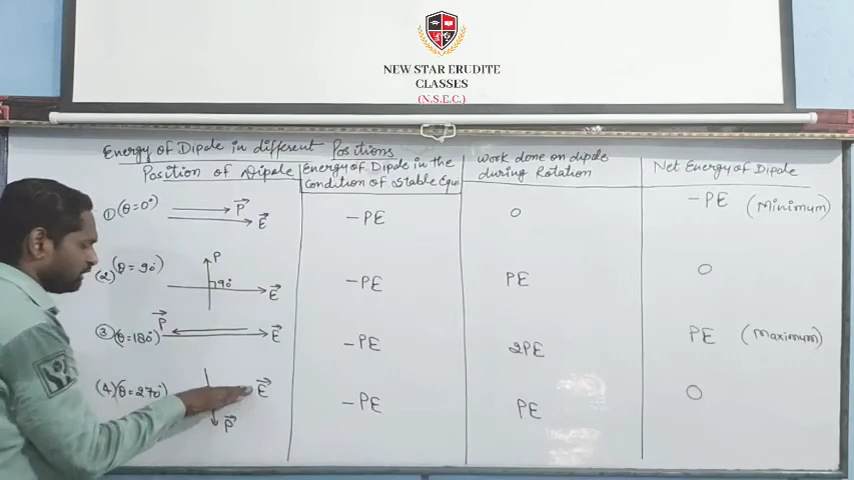 NEW STAR ERUDITE
CLASSES
(N.S.E.C.)
Energy of Dipole in different Positions
Position of Dipole
Energy of Dipole in the
Condition of Stable Equi
Work done on dipole
during Rotation
Net Energy of Dipole
① (θ=0°)
P
E
-PE
0
-PE (Minimum)
(2) (θ=90°)
P
90°
E
-PE
PE
0
③ (θ=180°)
P
E
-PE
2PE
PE (Maximum)
(4) (θ=270°)
E
P
-PE
PE
0